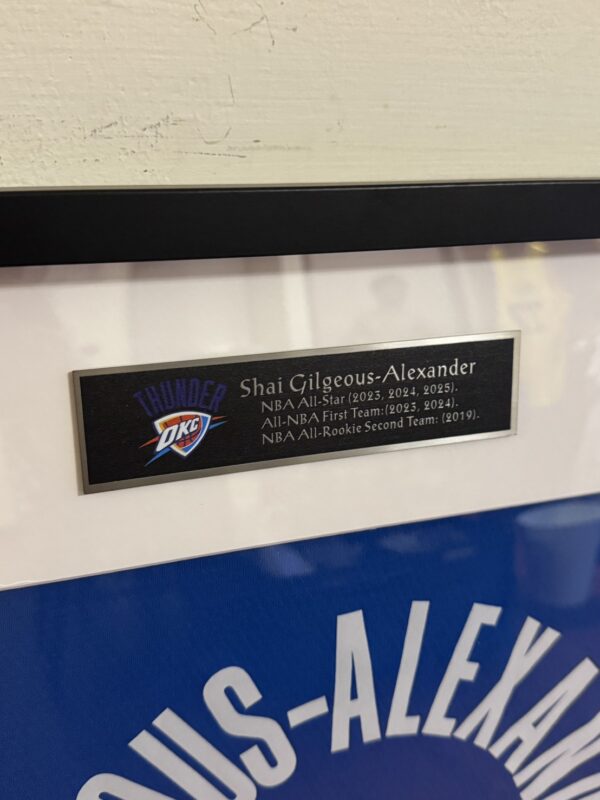 THUNDER
OKC
Shai Gilgeous-Alexander
NBA All-Star (2023, 2024, 2025).
All-NBA First Team: (2023, 2024).
NBA All-Rookie Second Team: (2019).
OUS-ALEXAN